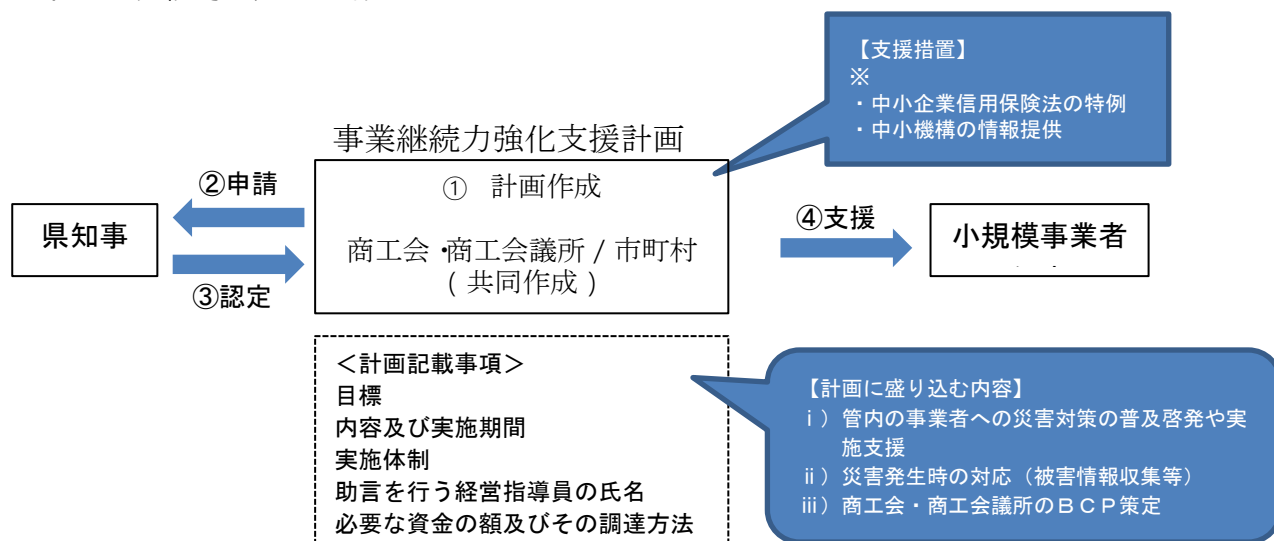 【支援措置】
※
・中小企業信用保険法の特例
・中小機構の情報提供
事業継続力強化支援計画
① 計画作成
商工会・商工会議所 / 市町村
( 共同作成 )
②申請
県知事
③認定
④支援
小規模事業者
＜計画記載事項＞
目標
内容及び実施期間
実施体制
助言を行う経営指導員の氏名
必要な資金の額及びその調達方法
【計画に盛り込む内容】
ⅰ）管内の事業者への災害対策の普及啓発や実
施支援
ⅱ）災害発生時の対応（被害情報収集等）
ⅲ）商工会・商工会議所のＢＣＰ策定